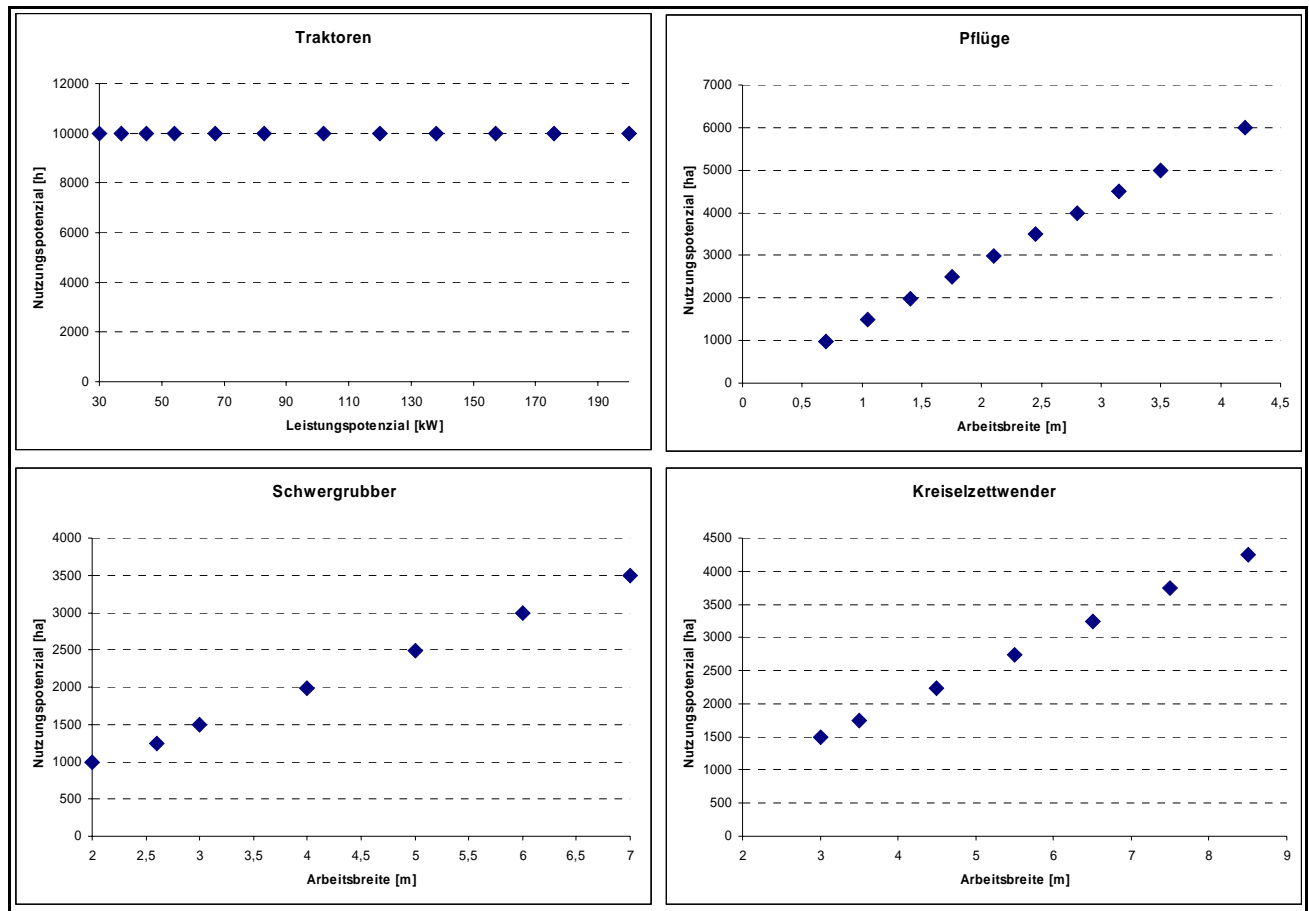 Traktoren
Nutzungspotenzial [h]
12000
10000
8000
6000
4000
2000
0
30 50 70 90 110 130 150 170 190
Leistungspotenzial [kW]
Pflüge
Nutzungspotenzial [ha]
7000
6000
5000
4000
3000
2000
1000
0
0 0,5 1 1,5 2 2,5 3 3,5 4 4,5
Arbeitsbreite [m]
Schwergrubber
Nutzungspotenzial [ha]
4000
3500
3000
2500
2000
1500
1000
500
0
2 2,5 3 3,5 4 4,5 5 5,5 6 6,5 7
Arbeitsbreite [m]
Kreiselzettwender
Nutzungspotenzial [ha]
4500
4000
3500
3000
2500
2000
1500
1000
500
0
2 3 4 5 6 7 8 9
Arbeitsbreite [m]